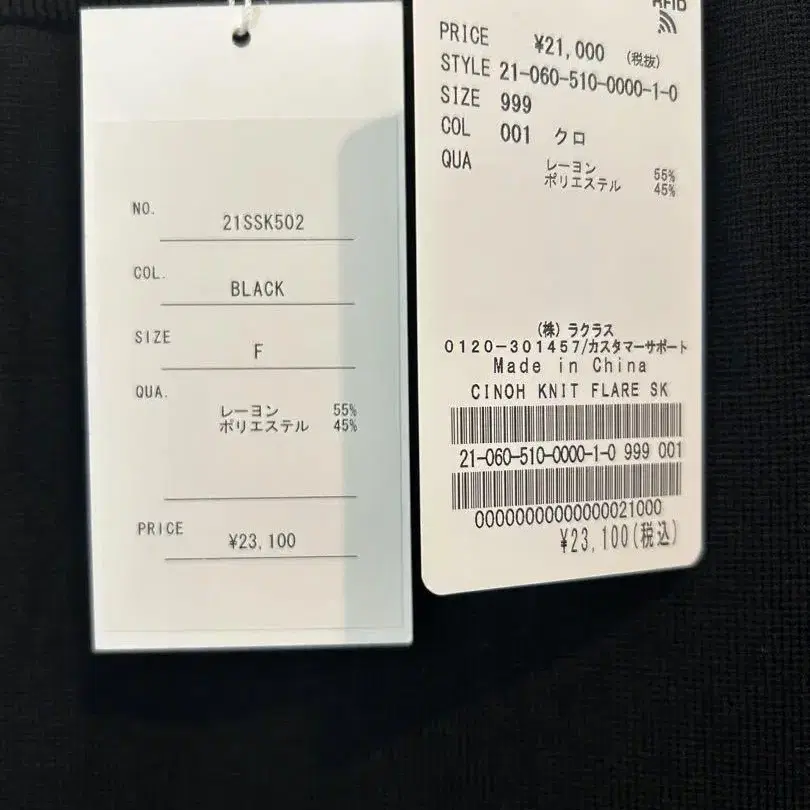 NO. 21SSK502
COL. BLACK
SIZE F
QUA.
レーヨン 55%
ポリエステル 45%
PRICE ¥23,100
RFID
PRICE ¥21,000 (税抜)
STYLE 21-060-510-0000-1-0
SIZE 999
COL 001 クロ
QUA レーヨン 55%
ポリエステル 45%
(株) ラクラス
0120-301457/カスタマーサポート
Made in China
CINOH KNIT FLARE SK
21-060-510-0000-1-0 999 001
00000000000000021000
¥23,100(税込)